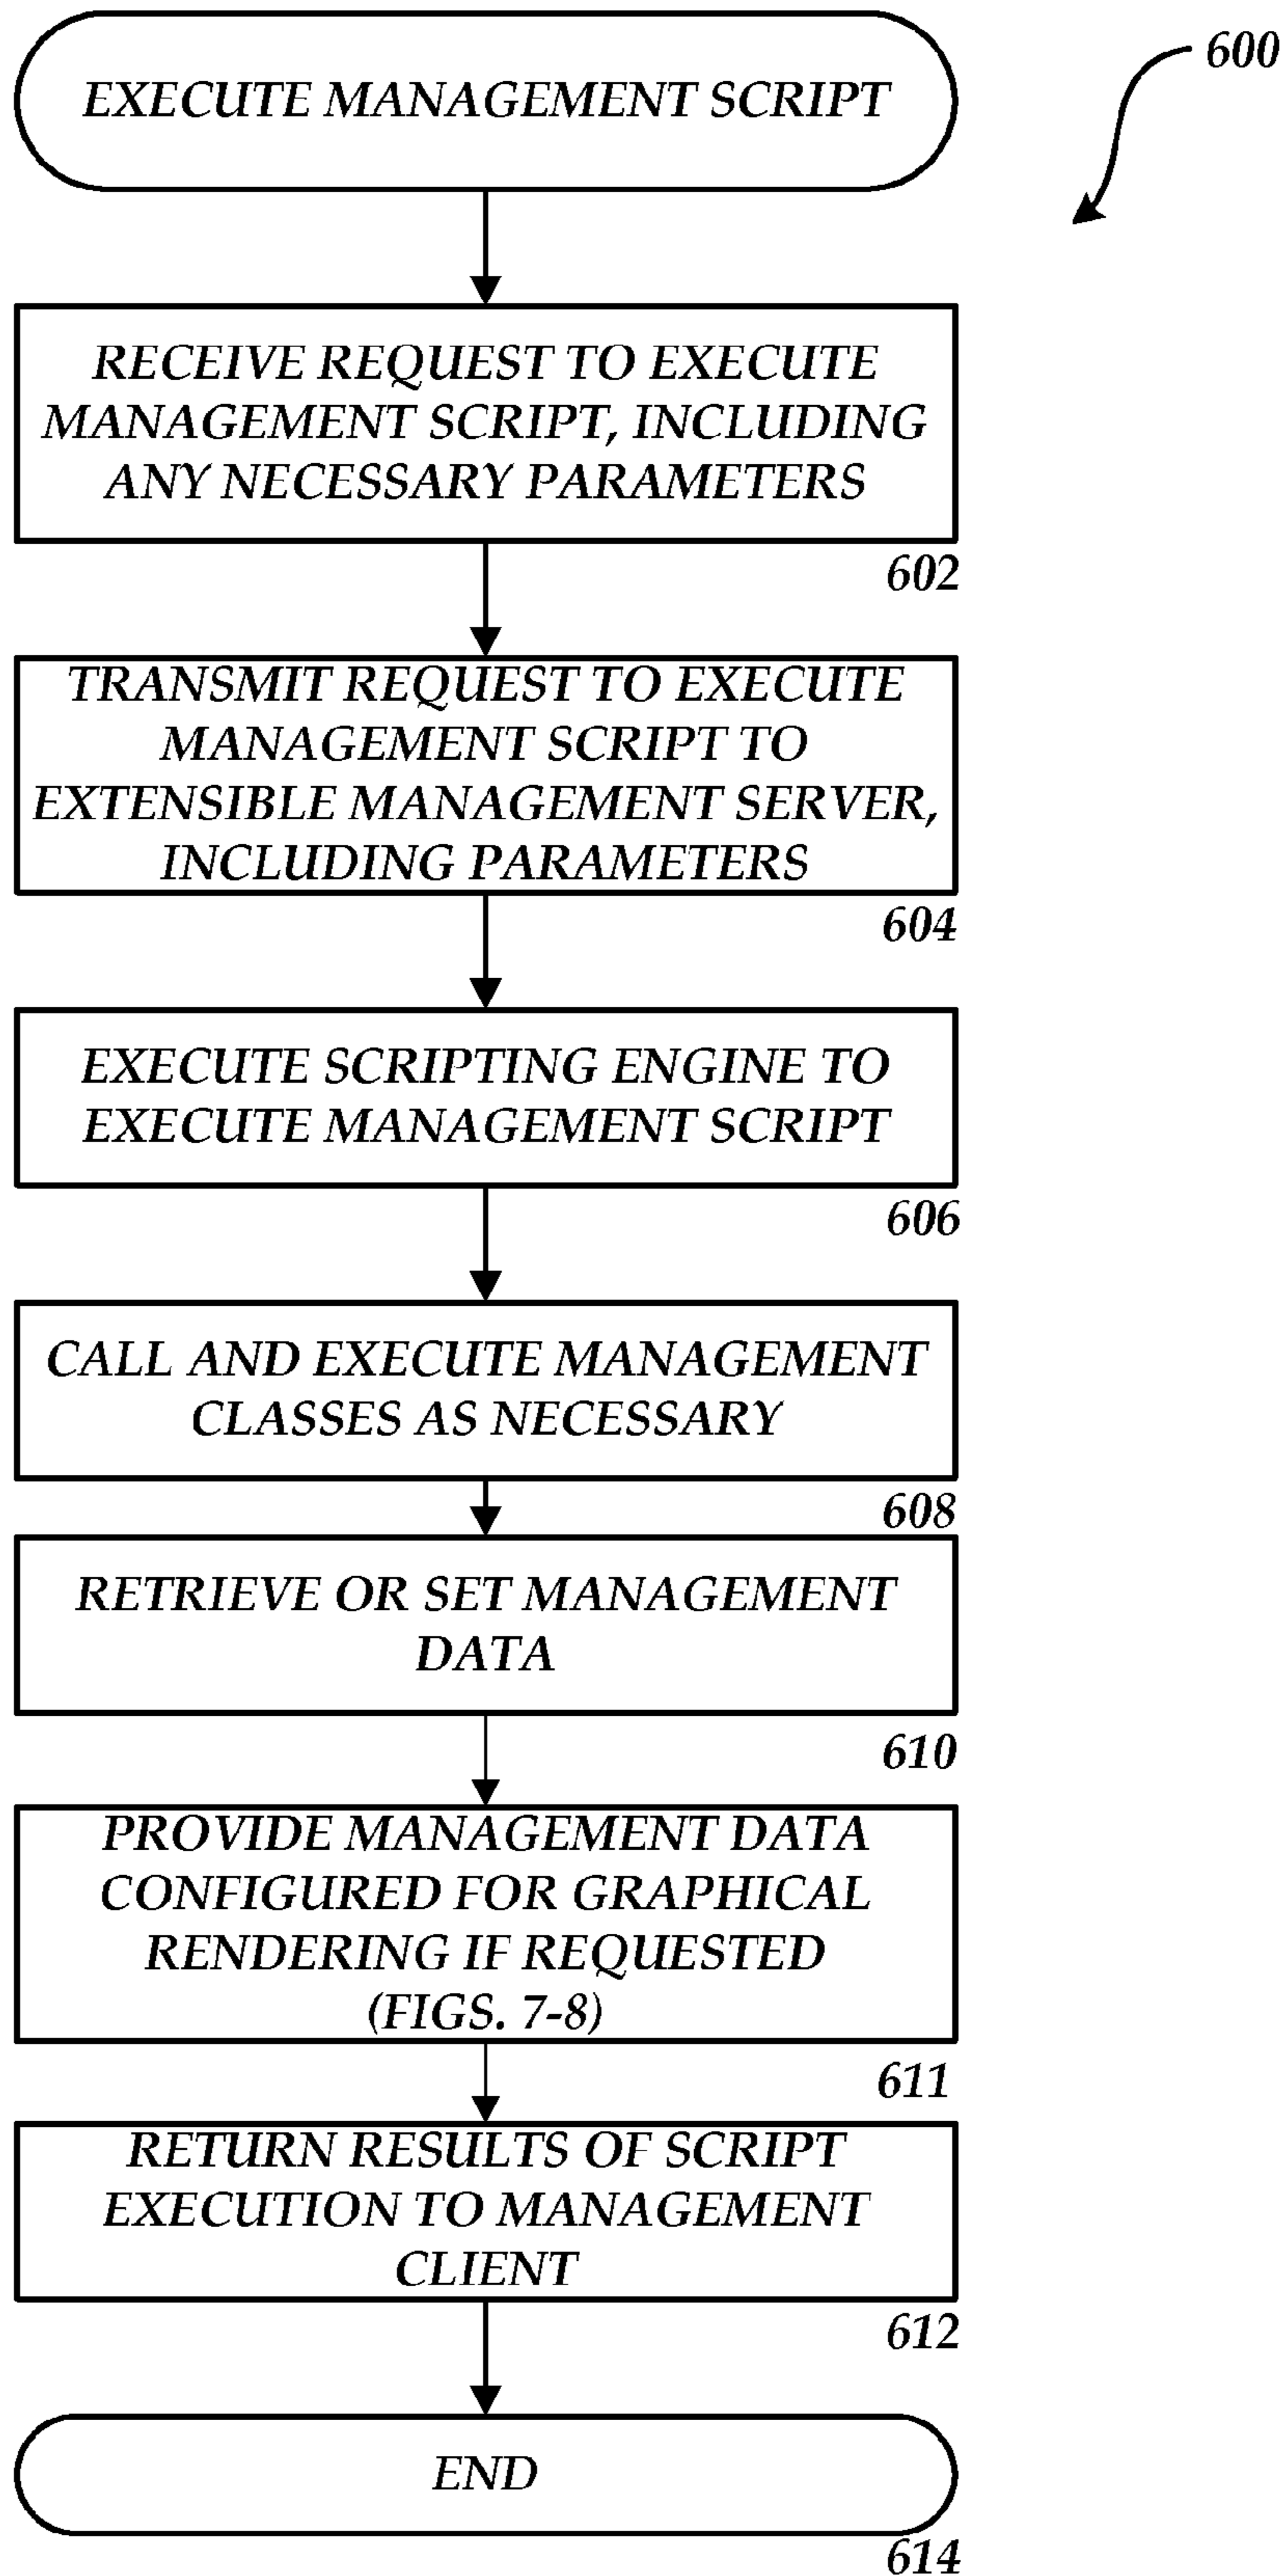 EXECUTE MANAGEMENT SCRIPT
600
RECEIVE REQUEST TO EXECUTE
MANAGEMENT SCRIPT, INCLUDING
ANY NECESSARY PARAMETERS
602
TRANSMIT REQUEST TO EXECUTE
MANAGEMENT SCRIPT TO
EXTENSIBLE MANAGEMENT SERVER,
INCLUDING PARAMETERS
604
EXECUTE SCRIPTING ENGINE TO
EXECUTE MANAGEMENT SCRIPT
606
CALL AND EXECUTE MANAGEMENT
CLASSES AS NECESSARY
608
RETRIEVE OR SET MANAGEMENT
DATA
610
PROVIDE MANAGEMENT DATA
CONFIGURED FOR GRAPHICAL
RENDERING IF REQUESTED
(FIGS. 7-8)
611
RETURN RESULTS OF SCRIPT
EXECUTION TO MANAGEMENT
CLIENT
612
END
614